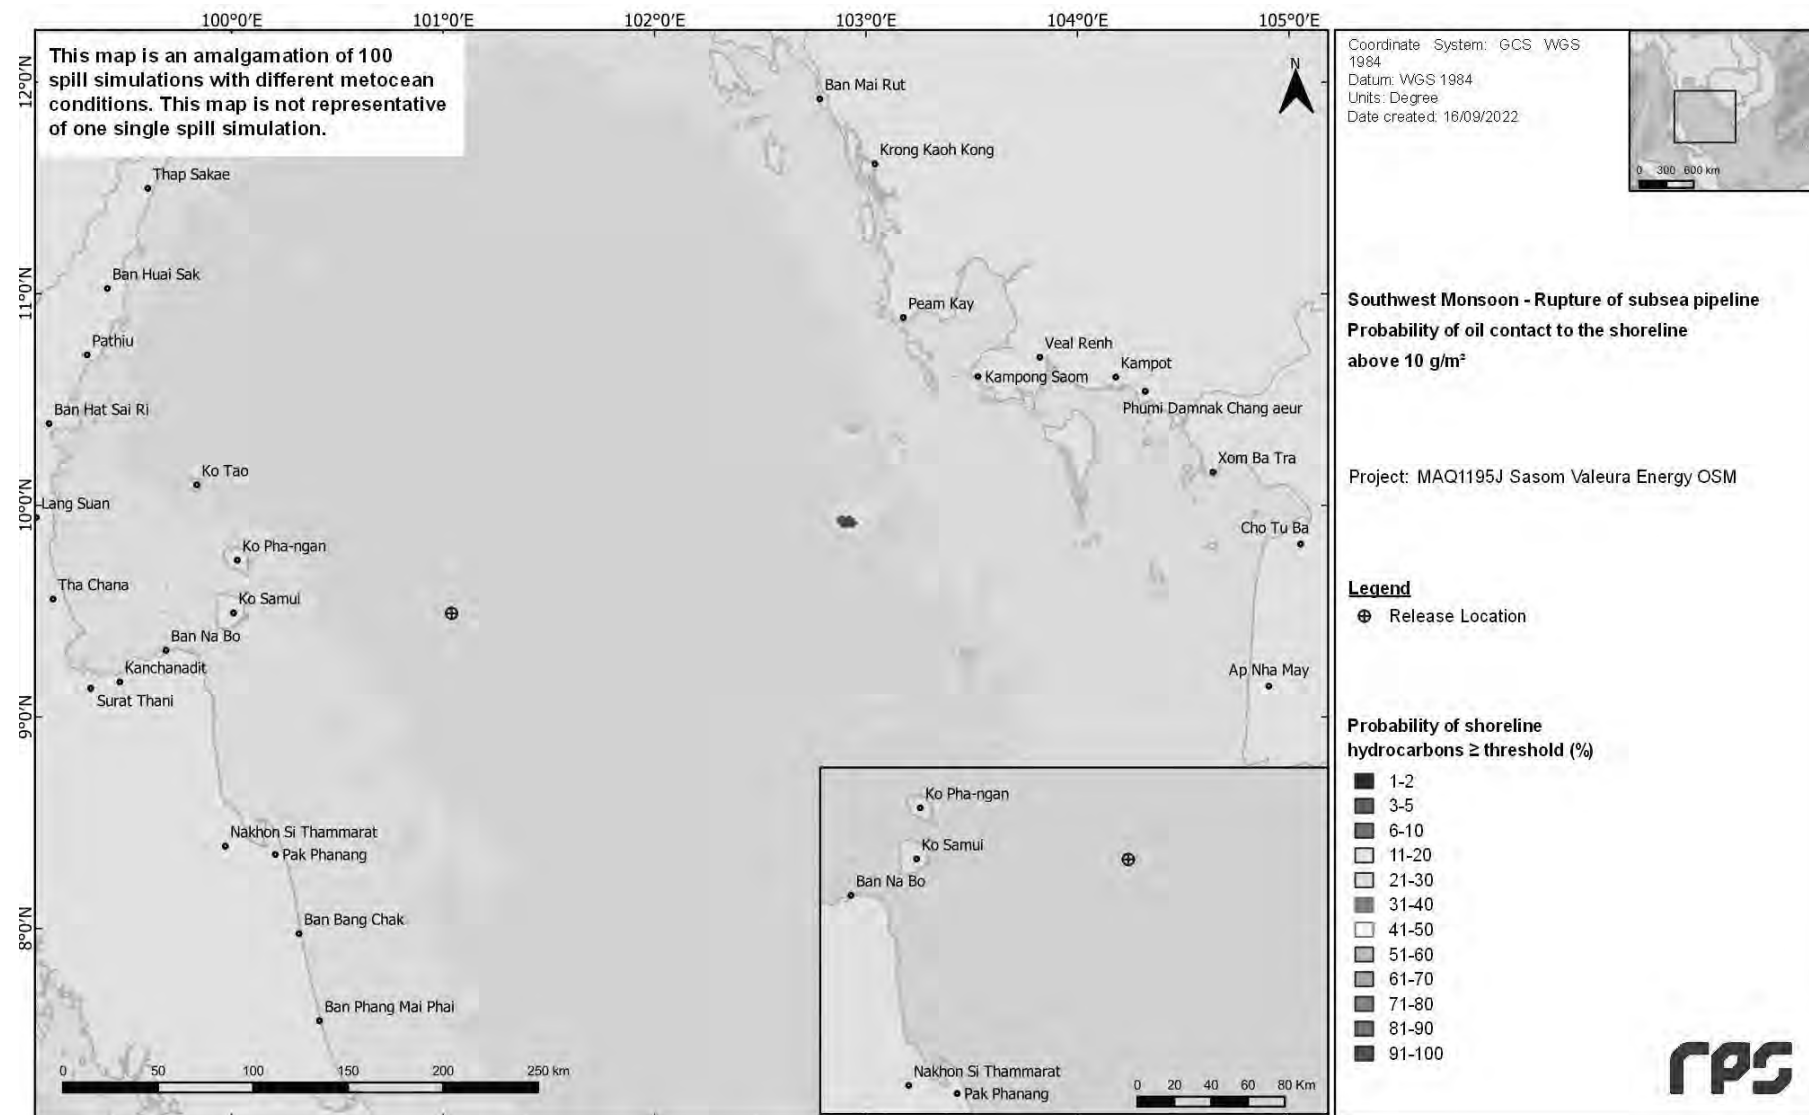 100°0'E 101°0'E 102°0'E 103°0'E 104°0'E 105°0'E
12°0'N
11°0'N
10°0'N
9°0'N
8°0'N
This map is an amalgamation of 100
spill simulations with different metocean
conditions. This map is not representative
of one single spill simulation.
N
Ban Mai Rut
Krong Kaoh Kong
Thap Sakae
Ban Huai Sak
Peam Kay
Pathiu
Veal Renh
Kampot
Kampong Saom
Ban Hat Sai Ri
Phumi Damnak Chang aeur
Ko Tao
Xom Ba Tra
Lang Suan
Cho Tu Ba
Ko Pha-ngan
Tha Chana
Ko Samui
Ban Na Bo
Kanchanadit
Surat Thani
Ap Nha May
Nakhon Si Thammarat
Pak Phanang
Ban Bang Chak
Ban Phang Mai Phai
0 50 100 150 200 250 km
Ko Pha-ngan
Ko Samui
Ban Na Bo
Nakhon Si Thammarat
Pak Phanang
0 20 40 60 80 Km
Coordinate System: GCS WGS
1984
Datum: WGS 1984
Units: Degree
Date created: 16/09/2022
0 300 600 km
Southwest Monsoon - Rupture of subsea pipeline
Probability of oil contact to the shoreline
above 10 g/m²
Project: MAQ1195J Sasom Valeura Energy OSM
Legend
Release Location
Probability of shoreline
hydrocarbons ≥ threshold (%)
1-2
3-5
6-10
11-20
21-30
31-40
41-50
51-60
61-70
71-80
81-90
91-100
rps